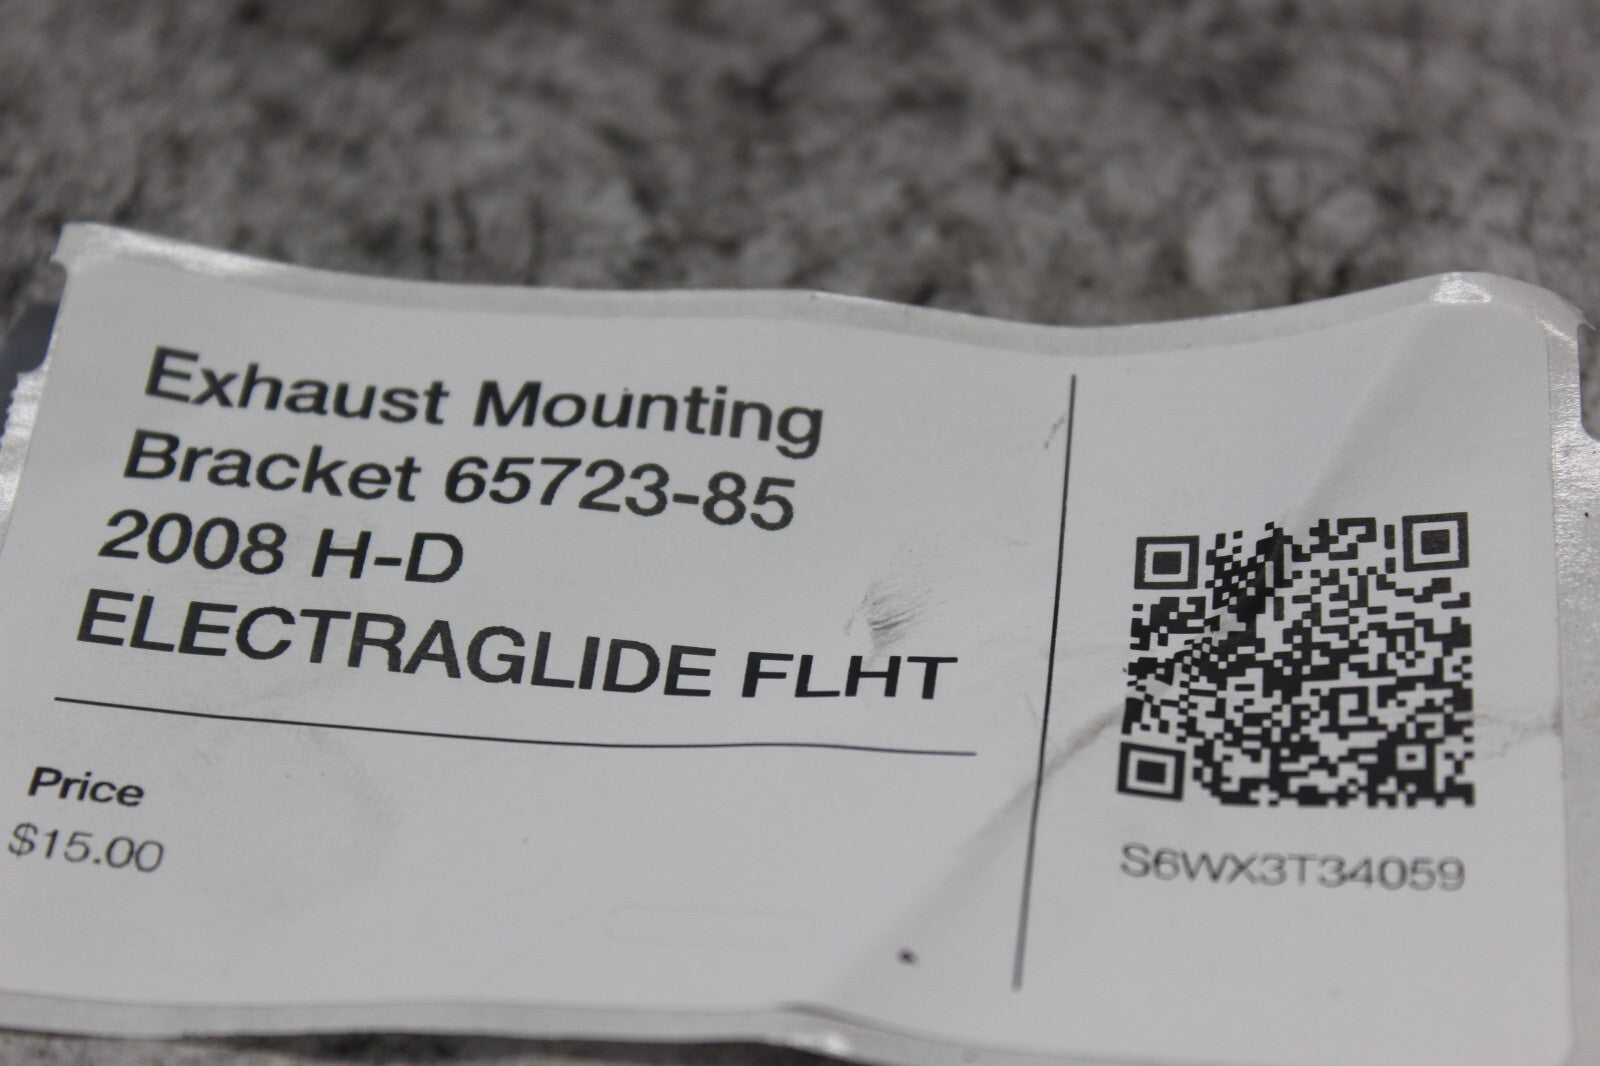 Exhaust Mounting
Bracket 65723-85
2008 H-D
ELECTRAGLIDE FLHT
Price
$15.00
S6WX3T34059